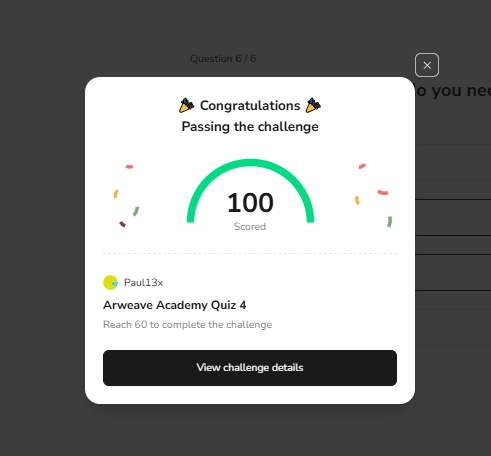 Question 6 / 6
o you nee
Congratulations
Passing the challenge
100
Scored
Paul13x
Arweave Academy Quiz 4
Reach 60 to complete the challenge
View challenge details